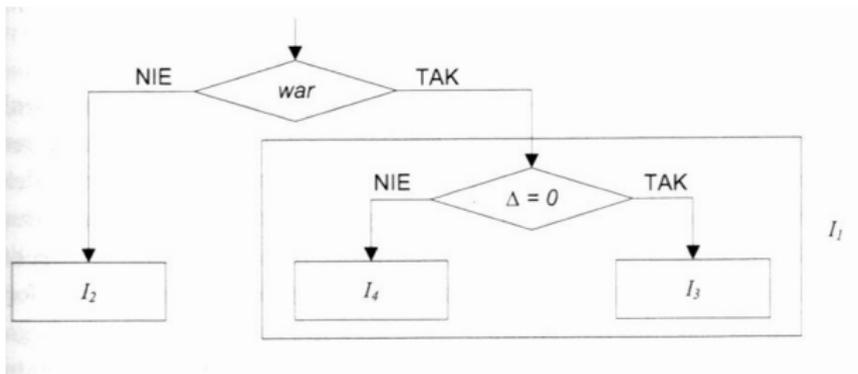 NIE
war
TAK
NIE
Δ = 0
TAK
I₁
I₂
I₄
I₃